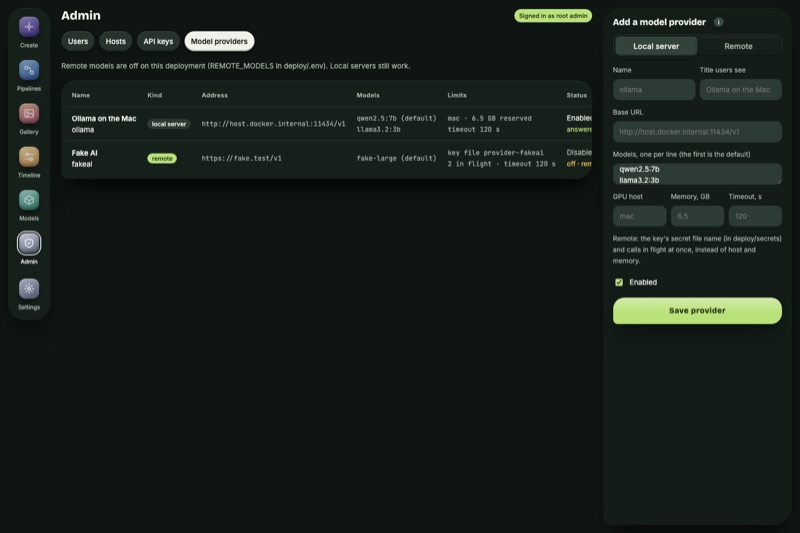 Admin
Signed in as root admin
Users
Hosts
API keys
Model providers
Remote models are off on this deployment (REMOTE_MODELS in deploy/.env). Local servers still work.
Name Kind Address Models Limits Status
Ollama on the Mac
ollama
local server
http://host.docker.internal:11434/v1
qwen2.5:7b (default)
llama3.2:3b
mac · 6.5 GB reserved
timeout 120 s
Enabled
answere
Fake AI
fakeai
remote
https://fake.test/v1
fake-large (default)
key file provider-fakeai
2 in flight · timeout 120 s
Disable
off · rem
Create
Pipelines
Gallery
Timeline
Models
Admin
Settings
Add a model provider i
Local server
Remote
Name
Title users see
ollama
Ollama on the Mac
Base URL
http://host.docker.internal:11434/v1
Models, one per line (the first is the default)
qwen2.5:7b
llama3.2:3b
GPU host
Memory, GB
Timeout, s
mac
6.5
120
Remote: the key's secret file name (in deploy/secrets)
and calls in flight at once, instead of host and
memory.
Enabled
Save provider